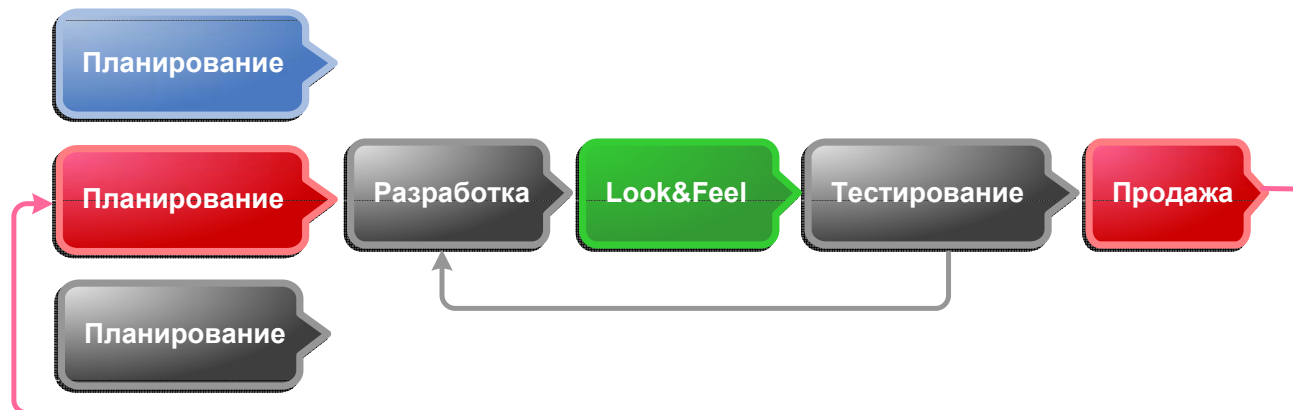 Планирование
Планирование
Разработка
Look&Feel
Тестирование
Продажа
Планирование